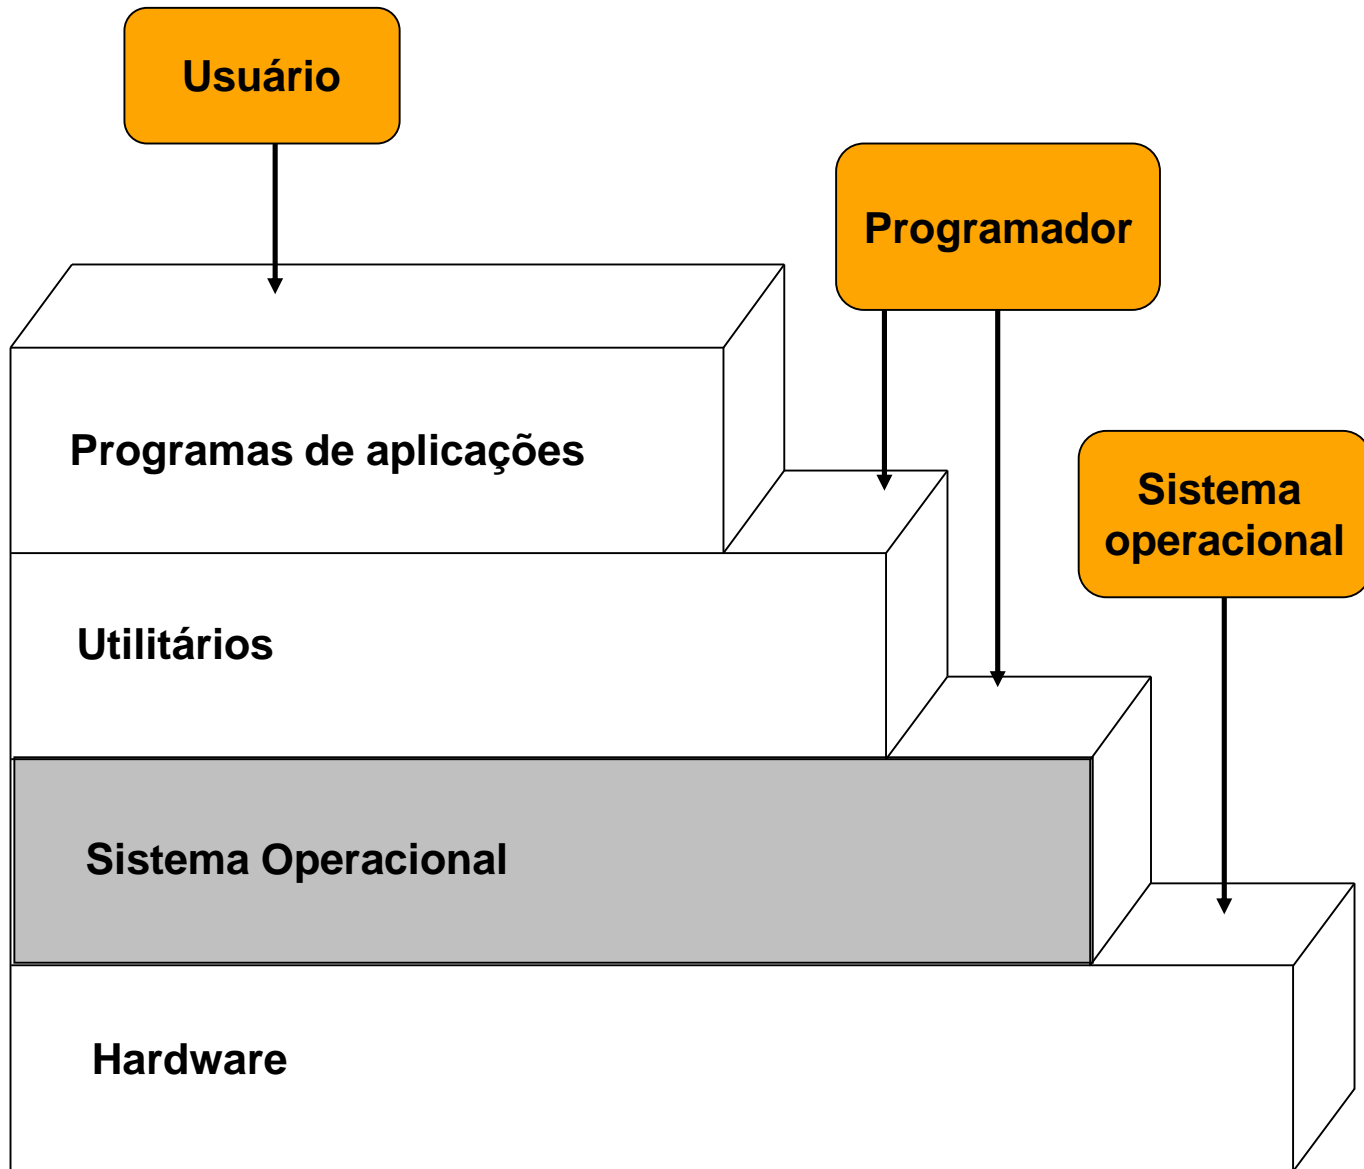 Usuário
Programador
Programas de aplicações
Sistema
operacional
Utilitários
Sistema Operacional
Hardware